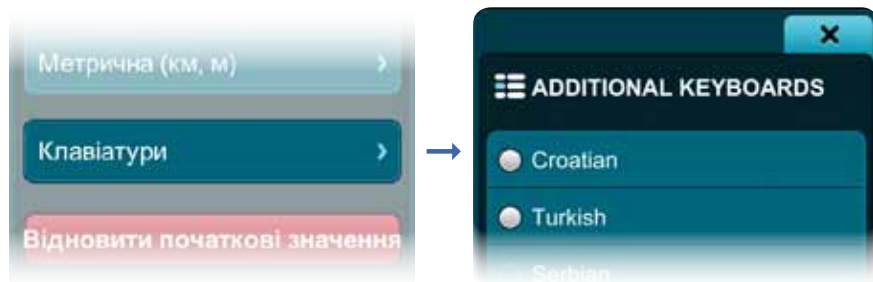 Метрична (км, м)
Клавіатури
Відновити початкові значення
ADDITIONAL KEYBOARDS
Croatian
Turkish
Serbian